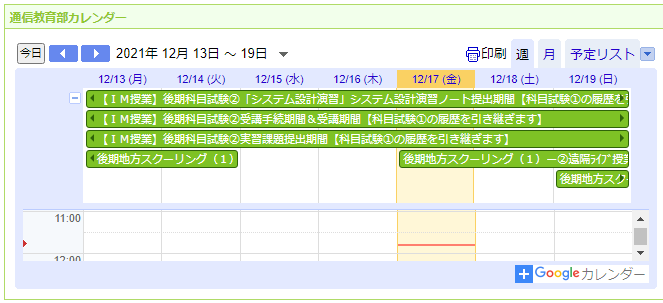 通信教育部カレンダー
今日 2021年 12月 13日 ～ 19日 印刷 週 月 予定リスト
12/13 (月) 12/14 (火) 12/15 (水) 12/16 (木) 12/17 (金) 12/18 (土) 12/19 (日)
【ＩＭ授業】後期科目試験②「システム設計演習」システム設計演習ノート提出期間【科目試験①の履歴を
【ＩＭ授業】後期科目試験②受講手続期間＆受講期間【科目試験①の履歴を引き継ぎます】
【ＩＭ授業】後期科目試験②実習課題提出期間【科目試験①の履歴を引き継ぎます】
後期地方スクーリング（１） 後期地方スクーリング（１）―②遠隔ﾗｲﾌﾞ授業
後期地方スク
11:00
12:00
Googleカレンダー